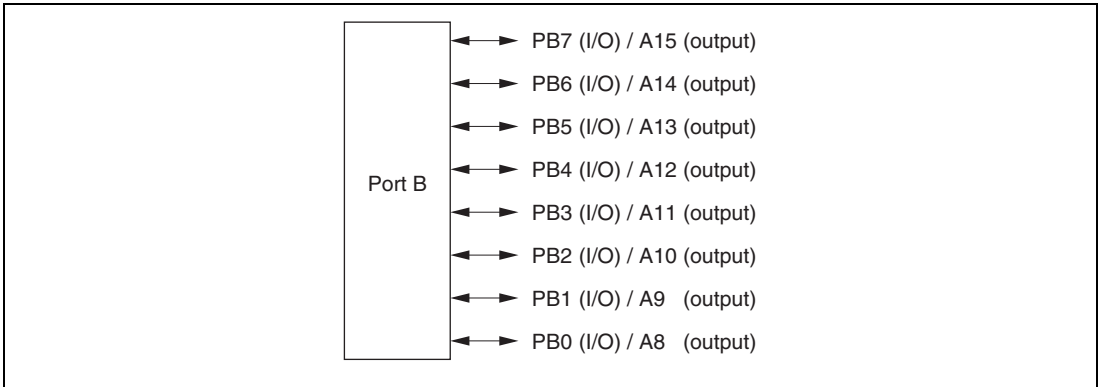 PB7 (I/O) / A15 (output)
PB6 (I/O) / A14 (output)
PB5 (I/O) / A13 (output)
Port B
PB4 (I/O) / A12 (output)
PB3 (I/O) / A11 (output)
PB2 (I/O) / A10 (output)
PB1 (I/O) / A9 (output)
PB0 (I/O) / A8 (output)